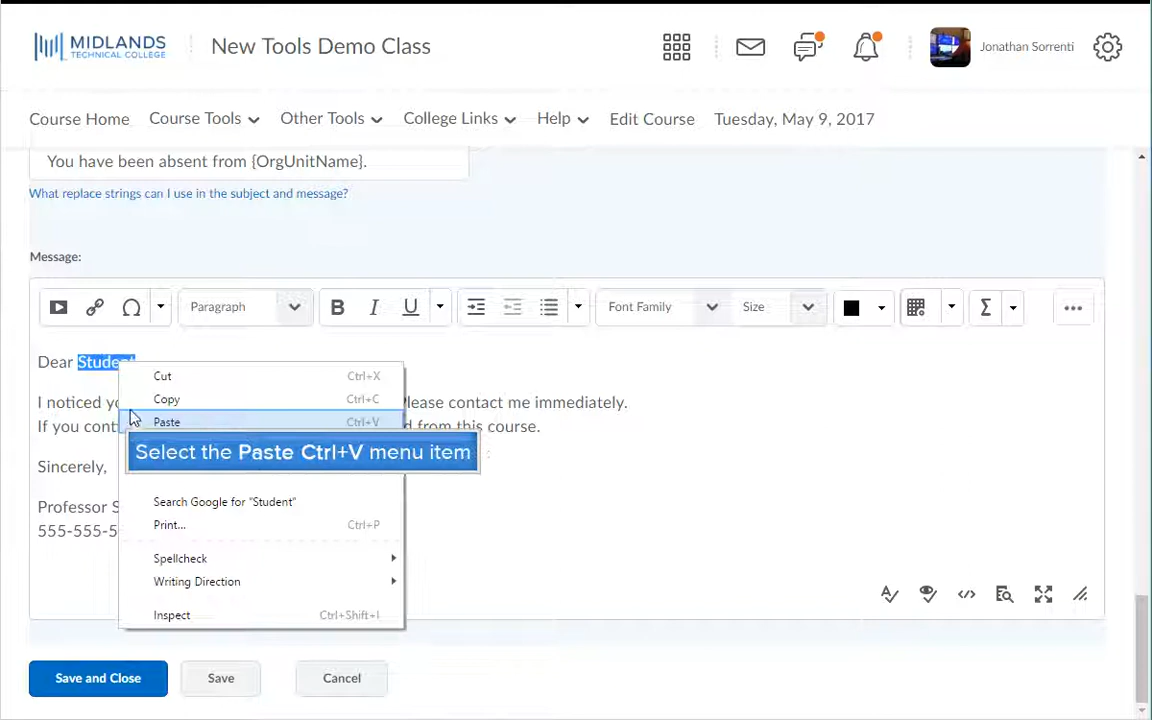 MIDLANDS
TECHNICAL COLLEGE
New Tools Demo Class
Jonathan Sorrenti
Course Home
Course Tools
Other Tools
College Links
Help
Edit Course
Tuesday, May 9, 2017
You have been absent from {OrgUnitName}.
What replace strings can I use in the subject and message?
Message:
Paragraph
B I U
Font Family
Size
Σ
Dear Student
I noticed yo
lease contact me immediately.
If you cont
d from this course.
Sincerely,
Professor S
555-555-5
Cut Ctrl+X
Copy Ctrl+C
Paste Ctrl+V
Select the Paste Ctrl+V menu item
Search Google for "Student"
Print... Ctrl+P
Spellcheck
Writing Direction
Inspect Ctrl+Shift+I
Save and Close
Save
Cancel